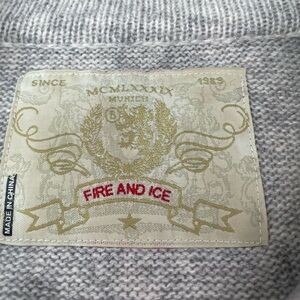 SINCE 1989
MCMLXXXIX
MUNICH
B
FIRE AND ICE
MADE IN CHINA